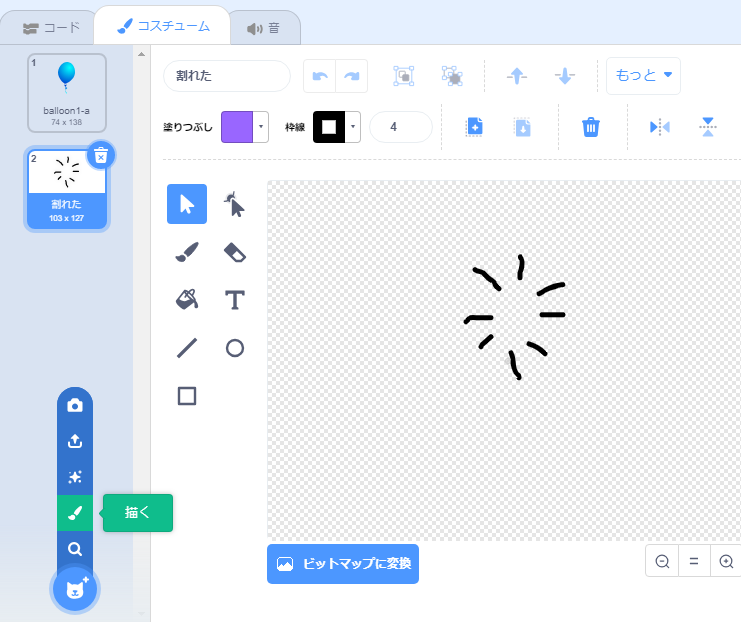 コード
コスチューム
音
1
balloon1-a
74 x 138
2
割れた
103 x 127
割れた
もっと
塗りつぶし
枠線
4
T
描く
ビットマップに変換